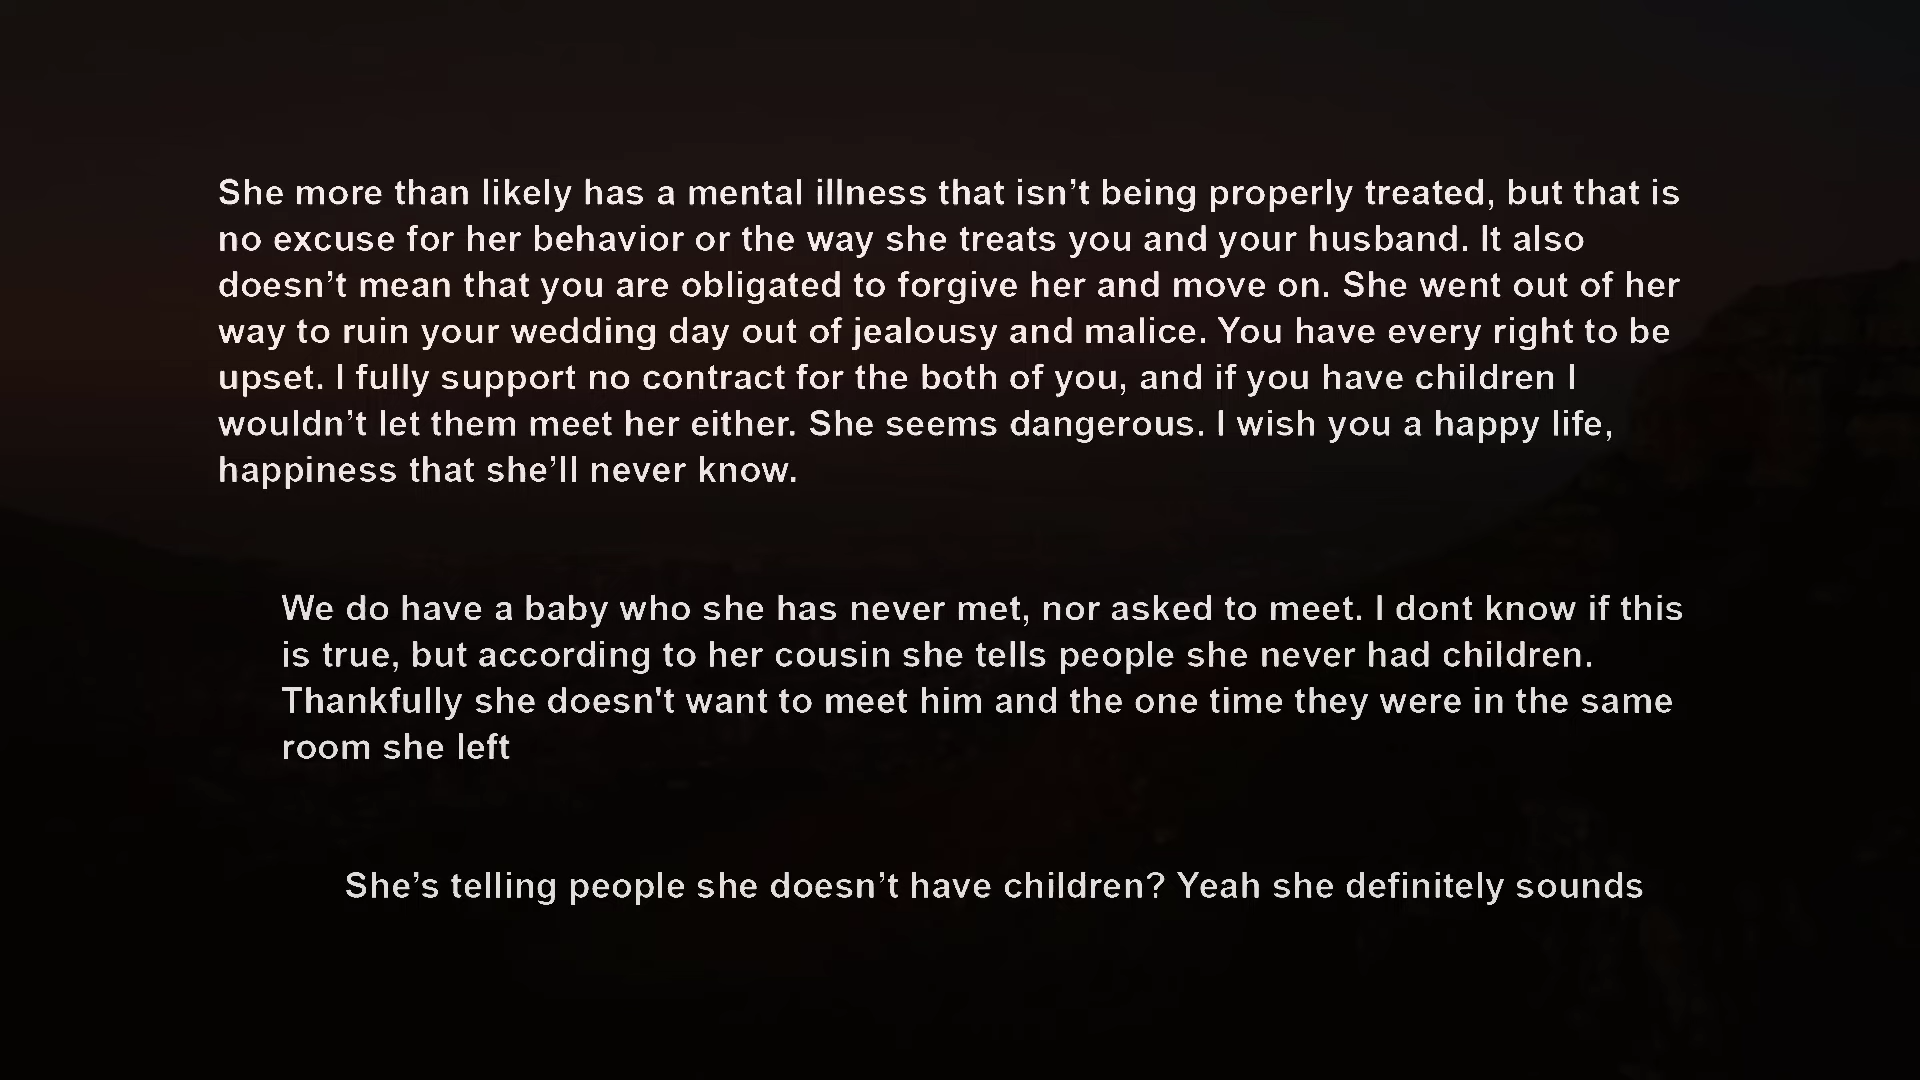 She more than likely has a mental illness that isn’t being properly treated, but that is
no excuse for her behavior or the way she treats you and your husband. It also
doesn’t mean that you are obligated to forgive her and move on. She went out of her
way to ruin your wedding day out of jealousy and malice. You have every right to be
upset. I fully support no contract for the both of you, and if you have children I
wouldn’t let them meet her either. She seems dangerous. I wish you a happy life,
happiness that she’ll never know.
We do have a baby who she has never met, nor asked to meet. I dont know if this
is true, but according to her cousin she tells people she never had children.
Thankfully she doesn't want to meet him and the one time they were in the same
room she left
She’s telling people she doesn’t have children? Yeah she definitely sounds